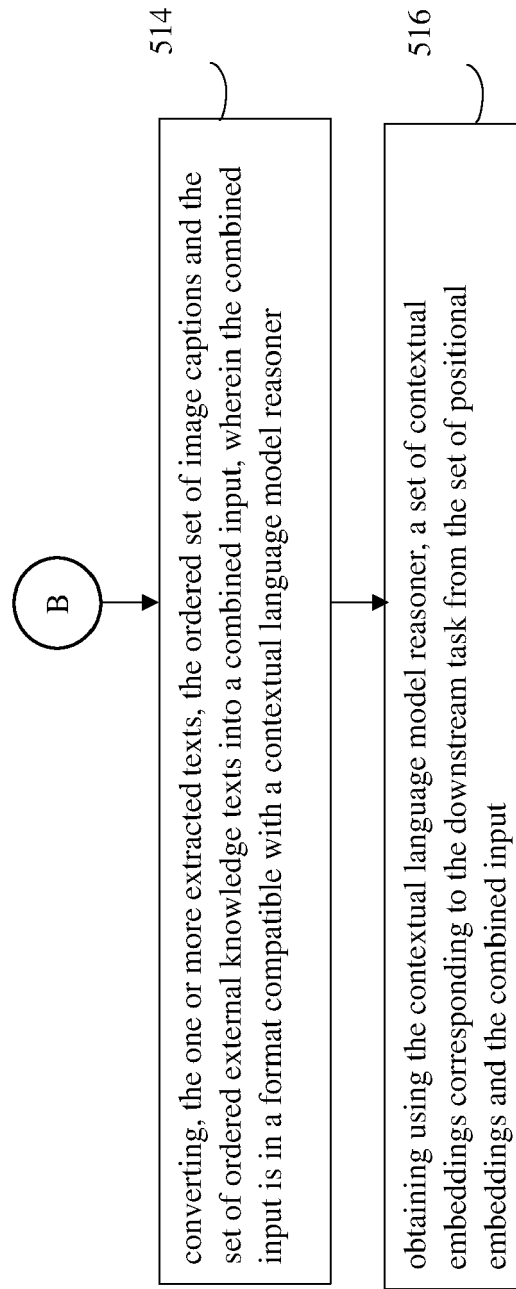 B
514
converting, the one or more extracted texts, the ordered set of image captions and the
set of ordered external knowledge texts into a combined input, wherein the combined
input is in a format compatible with a contextual language model reasoner
516
obtaining using the contextual language model reasoner, a set of contextual
embeddings corresponding to the downstream task from the set of positional
embeddings and the combined input